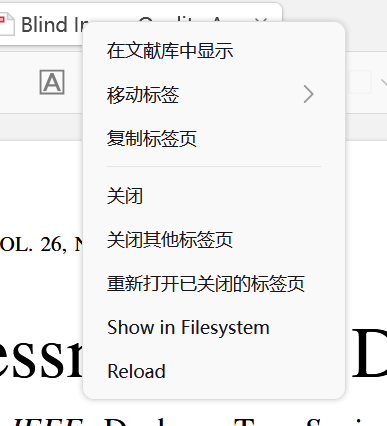 Blind In
在文献库中显示
移动标签
复制标签页
关闭
OL. 26, N
关闭其他标签页
重新打开已关闭的标签页
Show in Filesystem
essm
D
Reload
IEEE